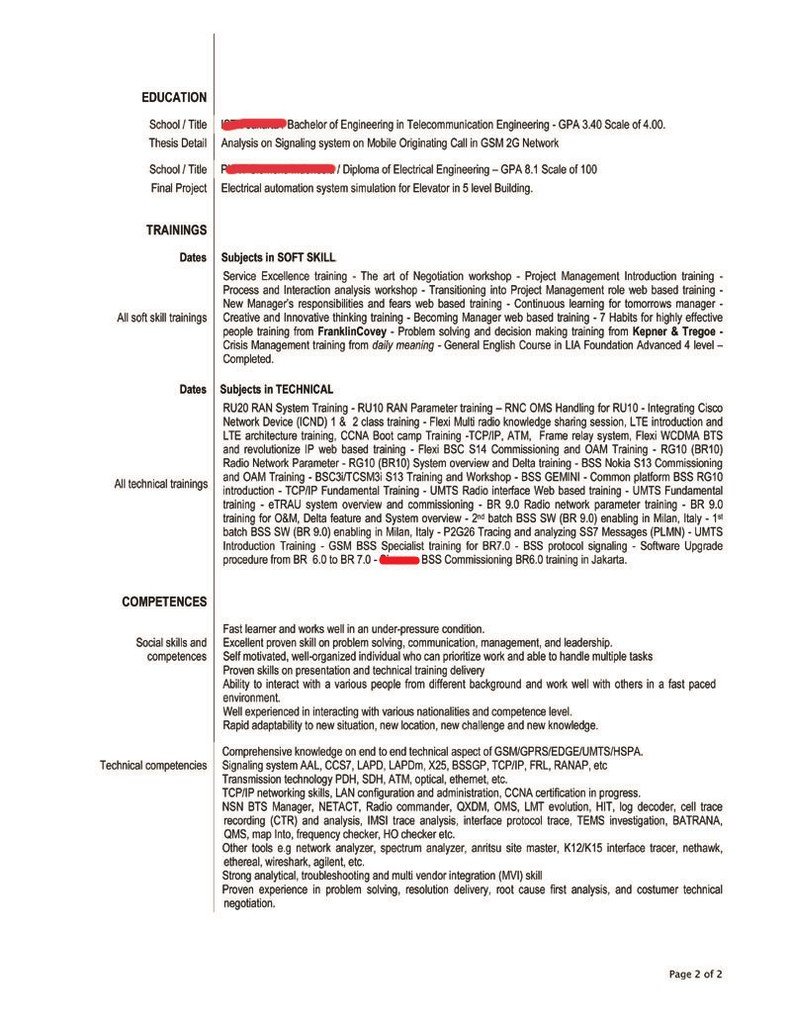 EDUCATION
School / Title Bachelor of Engineering in Telecommunication Engineering - GPA 3.40 Scale of 4.00.
Thesis Detail Analysis on Signaling system on Mobile Originating Call in GSM 2G Network
School / Title / Diploma of Electrical Engineering – GPA 8.1 Scale of 100
Final Project Electrical automation system simulation for Elevator in 5 level Building.
TRAININGS
Dates Subjects in SOFT SKILL
Service Excellence training - The art of Negotiation workshop - Project Management Introduction training -
Process and Interaction analysis workshop - Transitioning into Project Management role web based training -
New Manager's responsibilities and fears web based training - Continuous learning for tomorrows manager -
All soft skill trainings Creative and Innovative thinking training - Becoming Manager web based training - 7 Habits for highly effective
people training from FranklinCovey - Problem solving and decision making training from Kepner & Tregoe -
Crisis Management training from daily meaning - General English Course in LIA Foundation Advanced 4 level –
Completed.
Dates Subjects in TECHNICAL
RU20 RAN System Training - RU10 RAN Parameter training – RNC OMS Handling for RU10 - Integrating Cisco
Network Device (ICND) 1 & 2 class training - Flexi Multi radio knowledge sharing session, LTE introduction and
LTE architecture training, CCNA Boot camp Training -TCP/IP, ATM, Frame relay system, Flexi WCDMA BTS
and revolutionize IP web based training - Flexi BSC S14 Commissioning and OAM Training - RG10 (BR10)
Radio Network Parameter - RG10 (BR10) System overview and Delta training - BSS Nokia S13 Commissioning
and OAM Training - BSC3i/TCSM3i S13 Training and Workshop - BSS GEMINI - Common platform BSS RG10
All technical trainings introduction - TCP/IP Fundamental Training - UMTS Radio interface Web based training - UMTS Fundamental
training - eTRAU system overview and commissioning - BR 9.0 Radio network parameter training - BR 9.0
training for O&M, Delta feature and System overview - 2nd batch BSS SW (BR 9.0) enabling in Milan, Italy - 1st
batch BSS SW (BR 9.0) enabling in Milan, Italy - P2G26 Tracing and analyzing SS7 Messages (PLMN) - UMTS
Introduction Training - GSM BSS Specialist training for BR7.0 - BSS protocol signaling - Software Upgrade
procedure from BR 6.0 to BR 7.0 - BSS Commissioning BR6.0 training in Jakarta.
COMPETENCES
Fast learner and works well in an under-pressure condition.
Social skills and Excellent proven skill on problem solving, communication, management, and leadership.
competences Self motivated, well-organized individual who can prioritize work and able to handle multiple tasks
Proven skills on presentation and technical training delivery
Ability to interact with a various people from different background and work well with others in a fast paced
environment.
Well experienced in interacting with various nationalities and competence level.
Rapid adaptability to new situation, new location, new challenge and new knowledge.
Comprehensive knowledge on end to end technical aspect of GSM/GPRS/EDGE/UMTS/HSPA.
Technical competencies Signaling system AAL, CCS7, LAPD, LAPDm, X25, BSSGP, TCP/IP, FRL, RANAP, etc
Transmission technology PDH, SDH, ATM, optical, ethernet, etc.
TCP/IP networking skills, LAN configuration and administration, CCNA certification in progress.
NSN BTS Manager, NETACT, Radio commander, QXDM, OMS, LMT evolution, HIT, log decoder, cell trace
recording (CTR) and analysis, IMSI trace analysis, interface protocol trace, TEMS investigation, BATRANA,
QMS, map Into, frequency checker, HO checker etc.
Other tools e.g network analyzer, spectrum analyzer, anritsu site master, K12/K15 interface tracer, nethawk,
ethereal, wireshark, agilent, etc.
Strong analytical, troubleshooting and multi vendor integration (MVI) skill
Proven experience in problem solving, resolution delivery, root cause first analysis, and costumer technical
negotiation.
Page 2 of 2